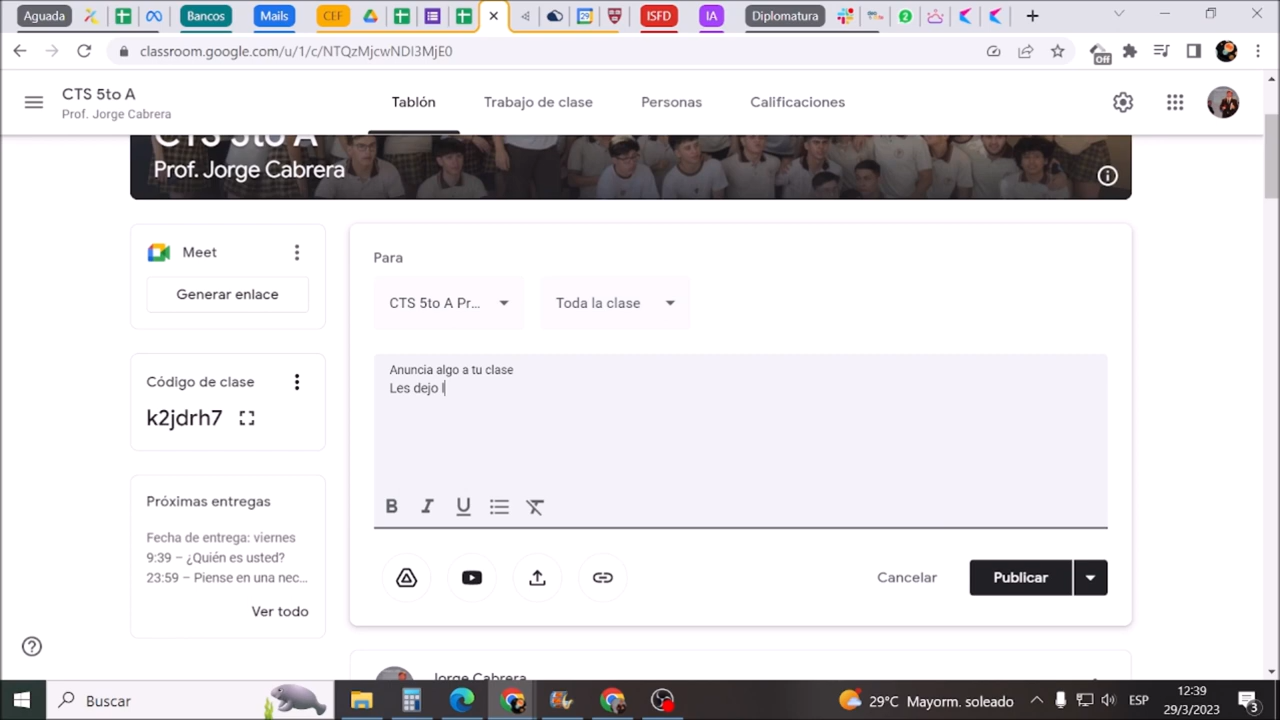 Aguada
Bancos
Mails
CEF
ISFD
IA
Diplomatura
classroom.google.com/u/1/c/NTQzMjcwNDI3MjE0
Off
CTS 5to A
Prof. Jorge Cabrera
Tablón
Trabajo de clase
Personas
Calificaciones
CTS 5to A
Prof. Jorge Cabrera
Meet
Generar enlace
Código de clase
k2jdrh7
Próximas entregas
Fecha de entrega: viernes
9:39 – ¿Quién es usted?
23:59 – Piense en una nec...
Ver todo
Para
CTS 5to A Pr...
Toda la clase
Anuncia algo a tu clase
Les dejo l
B I U
Cancelar
Publicar
Jorge Cabrera
Buscar
29°C Mayorm. soleado
ESP
12:39
29/3/2023
3